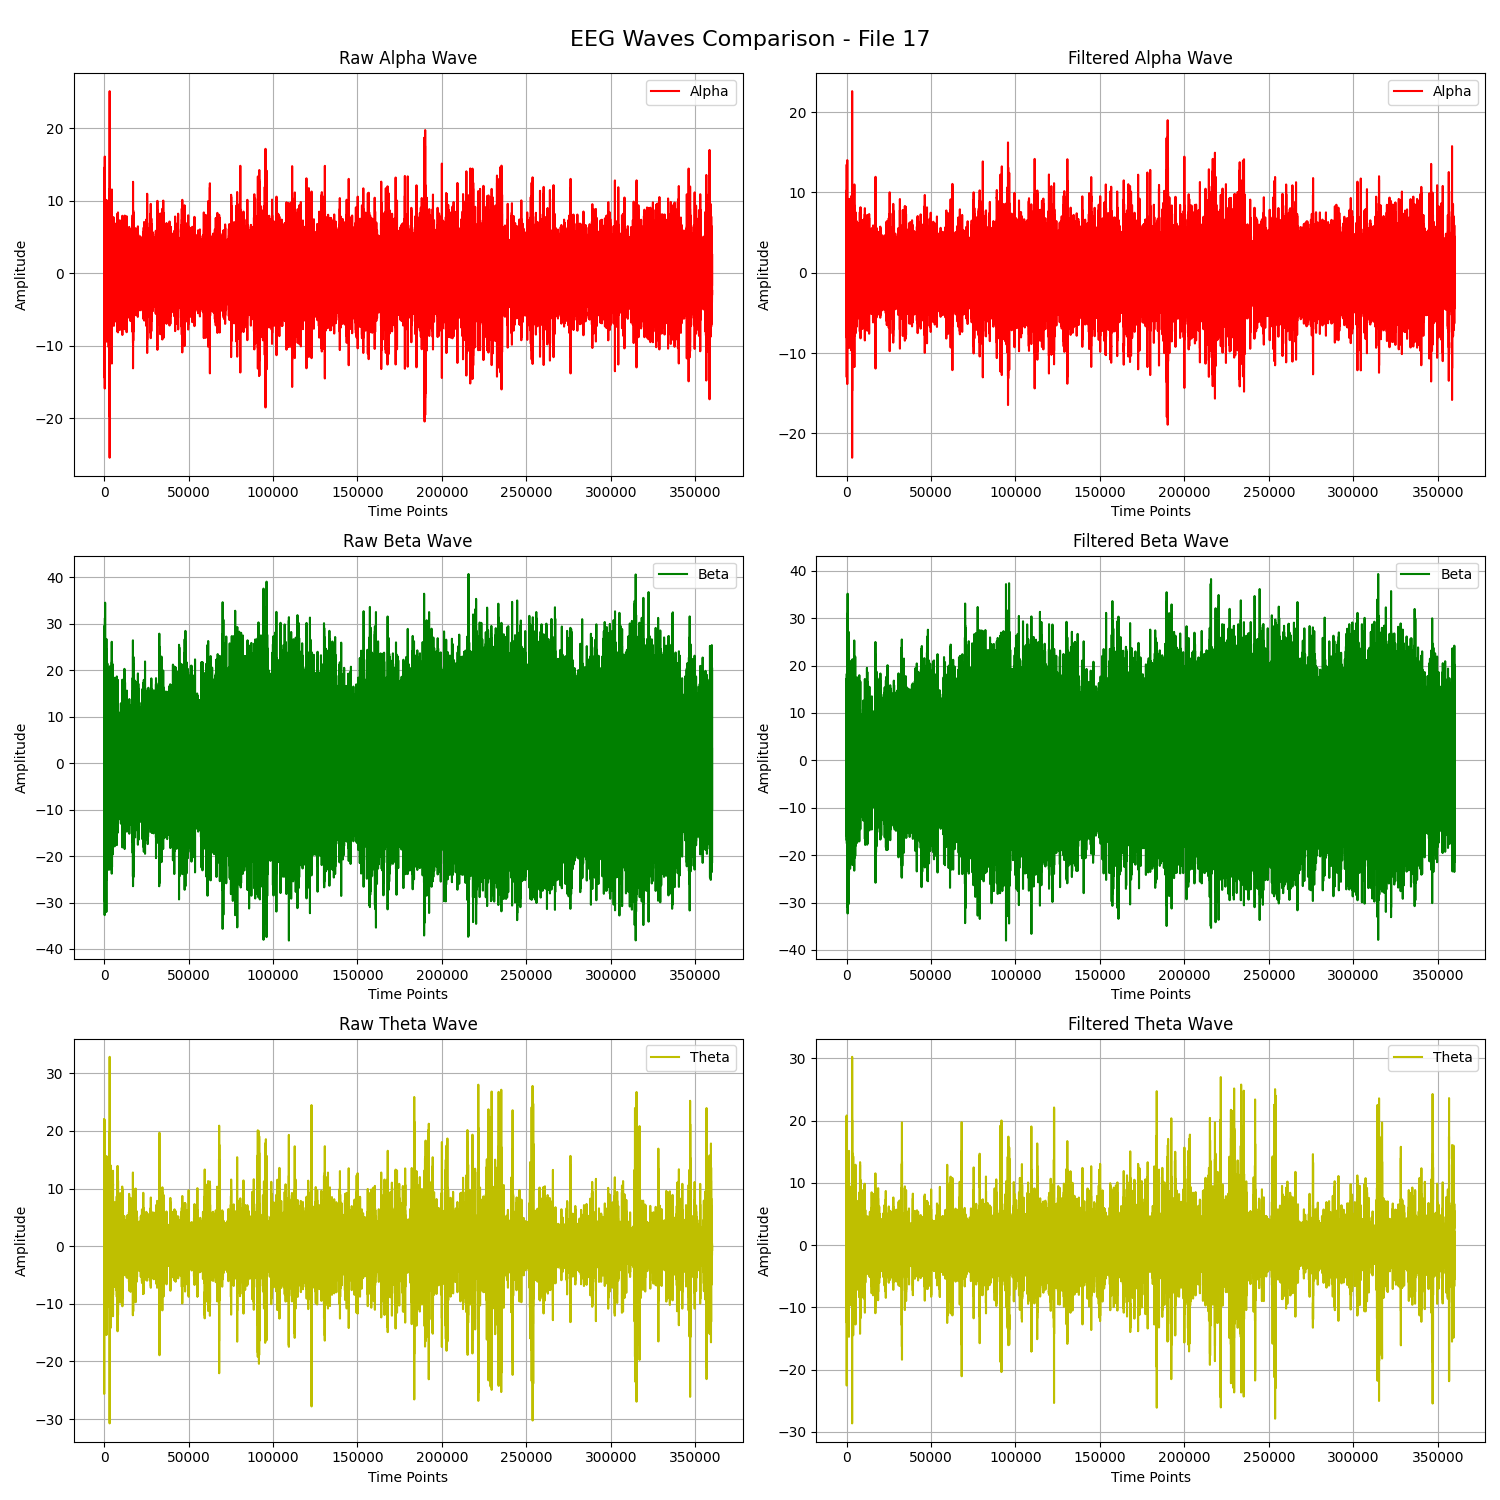 EEG Waves Comparison - File 17
Raw Alpha Wave
Alpha
20
10
0
−10
−20
Amplitude
0 50000 100000 150000 200000 250000 300000 350000
Time Points
Filtered Alpha Wave
Alpha
20
10
0
−10
−20
Amplitude
0 50000 100000 150000 200000 250000 300000 350000
Time Points
Raw Beta Wave
Beta
40
30
20
10
0
−10
−20
−30
−40
Amplitude
0 50000 100000 150000 200000 250000 300000 350000
Time Points
Filtered Beta Wave
Beta
40
30
20
10
0
−10
−20
−30
−40
Amplitude
0 50000 100000 150000 200000 250000 300000 350000
Time Points
Raw Theta Wave
Theta
30
20
10
0
−10
−20
−30
Amplitude
0 50000 100000 150000 200000 250000 300000 350000
Time Points
Filtered Theta Wave
Theta
30
20
10
0
−10
−20
−30
Amplitude
0 50000 100000 150000 200000 250000 300000 350000
Time Points